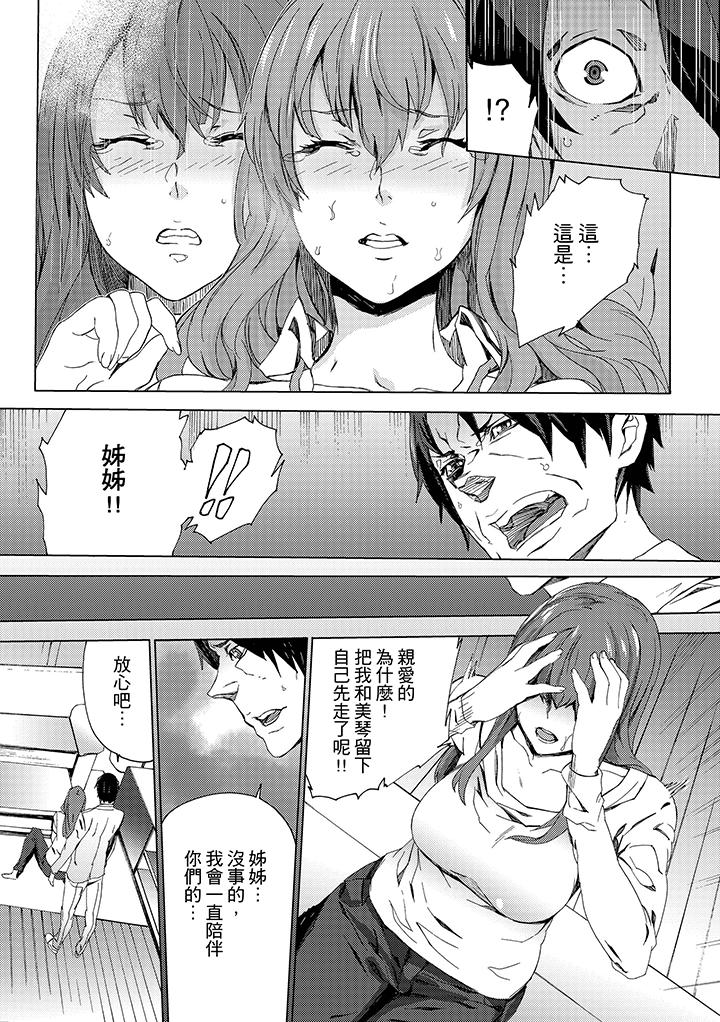 !?
這…
這是…
!!
姊姊!!
親愛的
為什麼！
把我和美琴留下
自己先走了呢!!
姊姊…
沒事的，
我會一直陪伴
你們的…
放心吧…